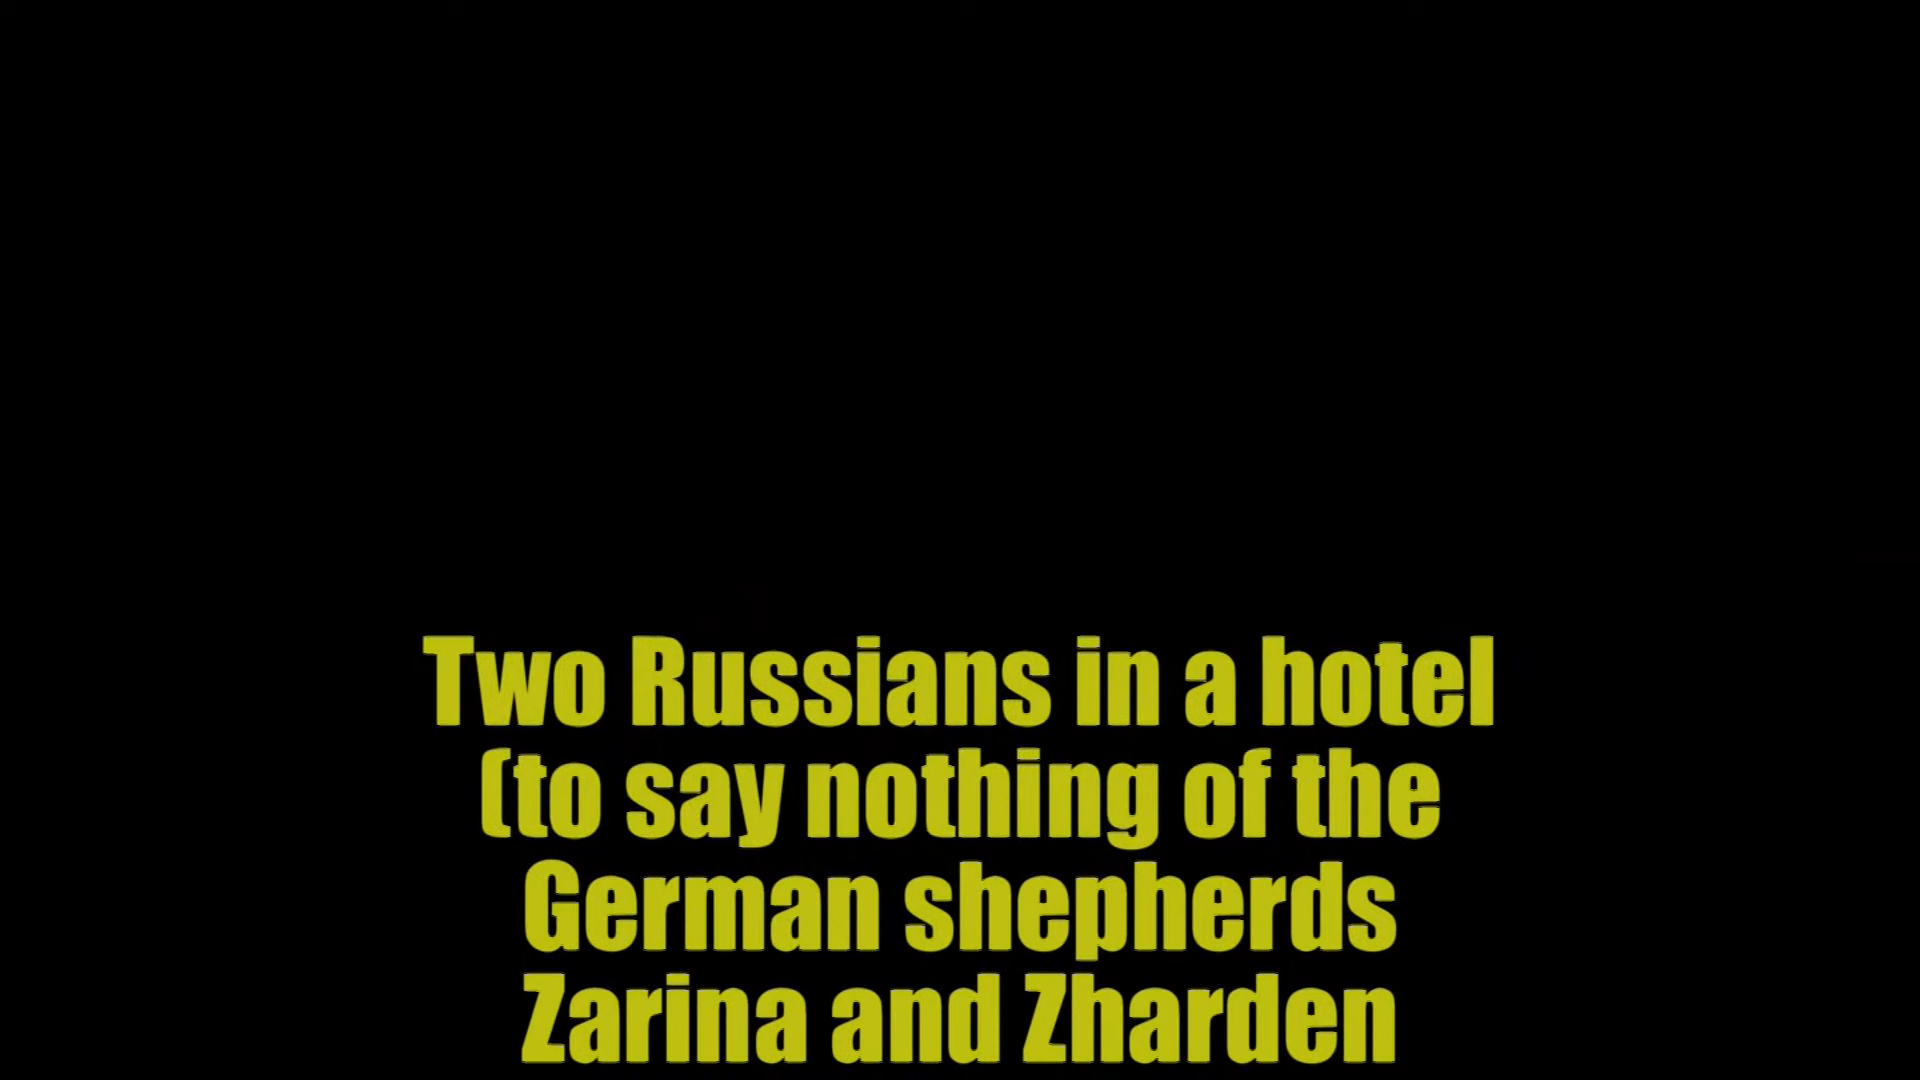 Two Russians in a hotel
(to say nothing of the
German shepherds
Zarina and Zharden